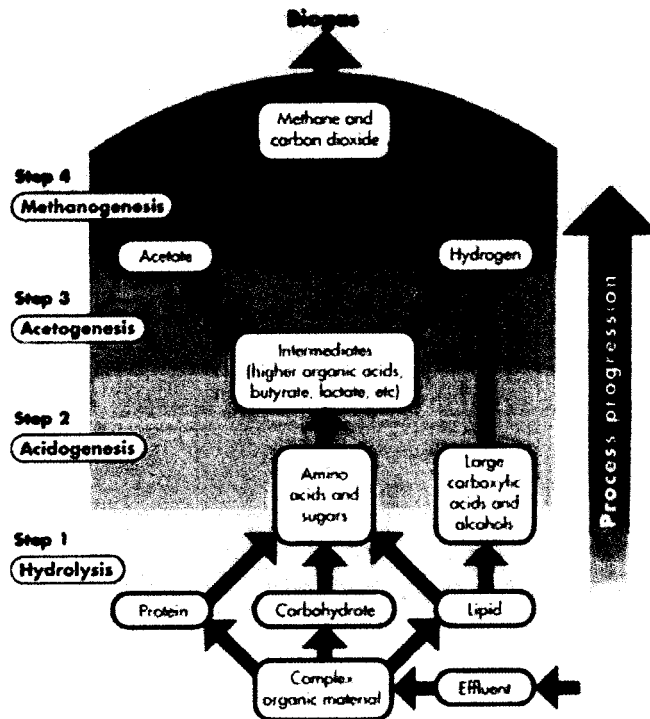 Biogas
Methane and
carbon dioxide
Step 4
Methanogenesis
Acetate
Hydrogen
Step 3
Acetogenesis
Intermediates
(higher organic acids,
butyrate, lactate, etc)
Step 2
Acidogenesis
Amino
acids and
sugars
Large
carboxylic
acids and
alcohols
Process progression
Step 1
Hydrolysis
Protein
Carbohydrate
Lipid
Complex
organic material
Effluent